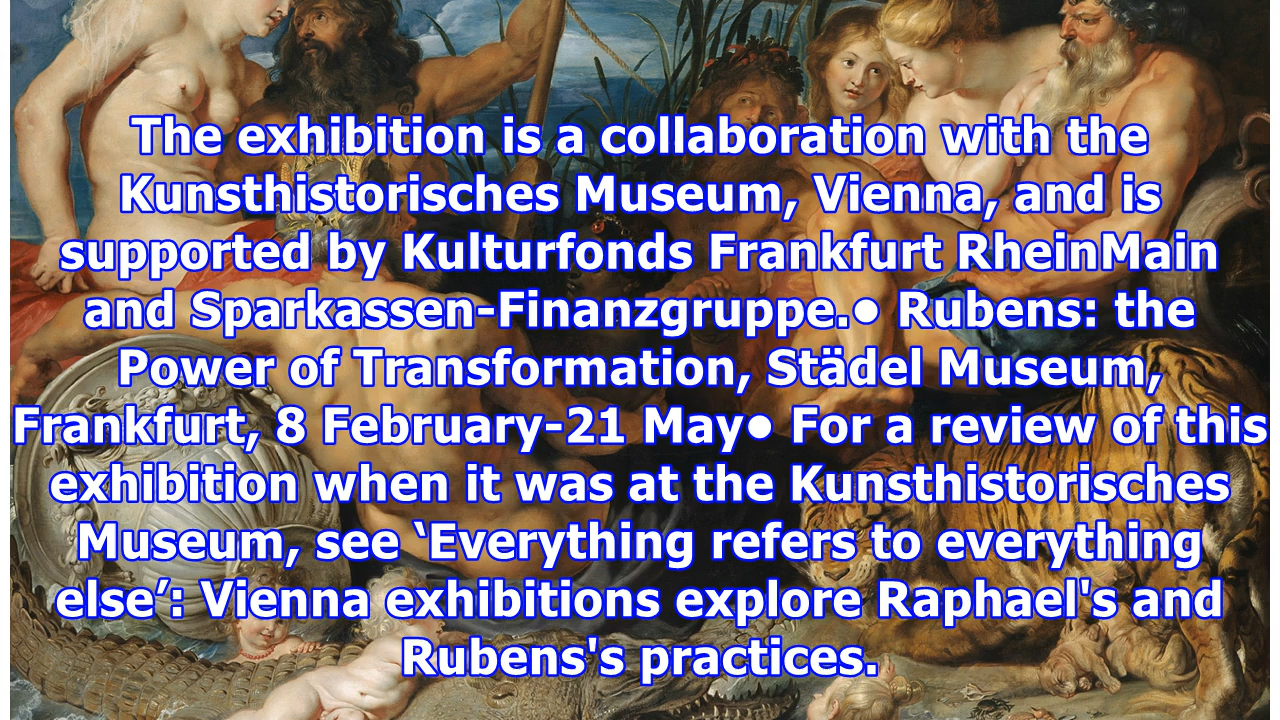 The exhibition is a collaboration with the
Kunsthistorisches Museum, Vienna, and is
supported by Kulturfonds Frankfurt RheinMain
and Sparkassen-Finanzgruppe.● Rubens: the
Power of Transformation, Städel Museum,
Frankfurt, 8 February-21 May● For a review of this
exhibition when it was at the Kunsthistorisches
Museum, see ‘Everything refers to everything
else’: Vienna exhibitions explore Raphael's and
Rubens's practices.